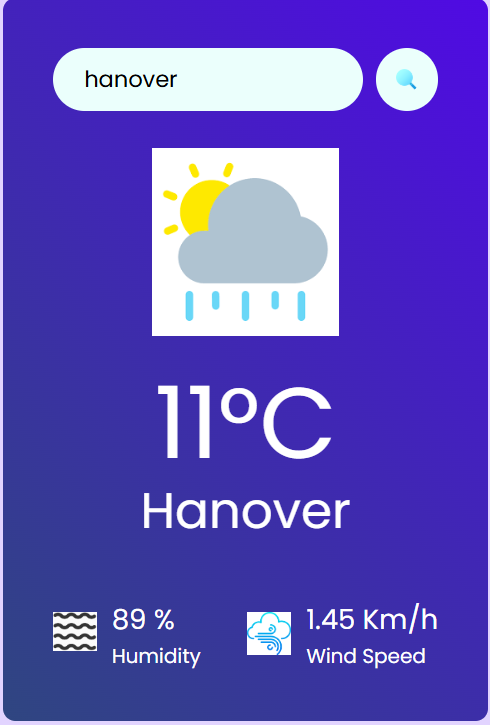 hanover
11°C
Hanover
89 %
Humidity
1.45 Km/h
Wind Speed